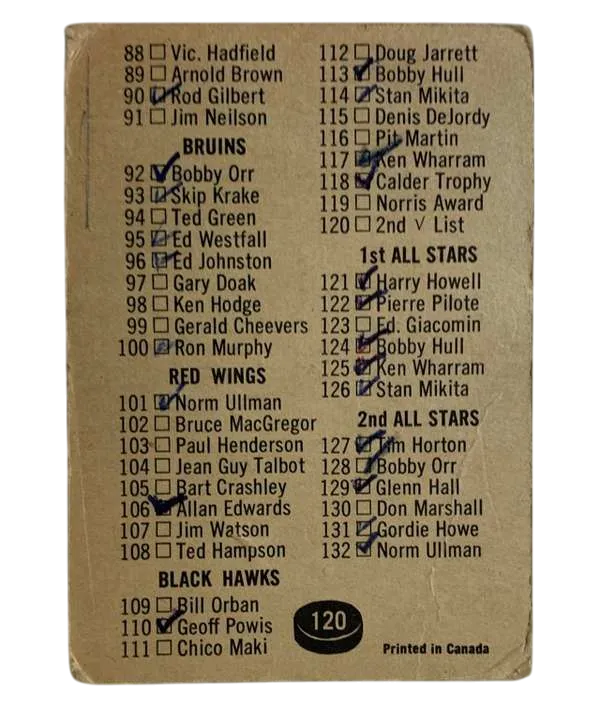 88 Vic. Hadfield
89 Arnold Brown
90 Rod Gilbert
91 Jim Neilson
BRUINS
92 Bobby Orr
93 Skip Krake
94 Ted Green
95 Ed Westfall
96 Ed Johnston
97 Gary Doak
98 Ken Hodge
99 Gerald Cheevers
100 Ron Murphy
RED WINGS
101 Norm Ullman
102 Bruce MacGregor
103 Paul Henderson
104 Jean Guy Talbot
105 Bart Crashley
106 Allan Edwards
107 Jim Watson
108 Ted Hampson
BLACK HAWKS
109 Bill Orban
110 Geoff Powis
111 Chico Maki
112 Doug Jarrett
113 Bobby Hull
114 Stan Mikita
115 Denis DeJordy
116 Pit Martin
117 Ken Wharram
118 Calder Trophy
119 Norris Award
120 2nd √ List
1st ALL STARS
121 Harry Howell
122 Pierre Pilote
123 Ed. Giacomin
124 Bobby Hull
125 Ken Wharram
126 Stan Mikita
2nd ALL STARS
127 Tim Horton
128 Bobby Orr
129 Glenn Hall
130 Don Marshall
131 Gordie Howe
132 Norm Ullman
120
Printed in Canada